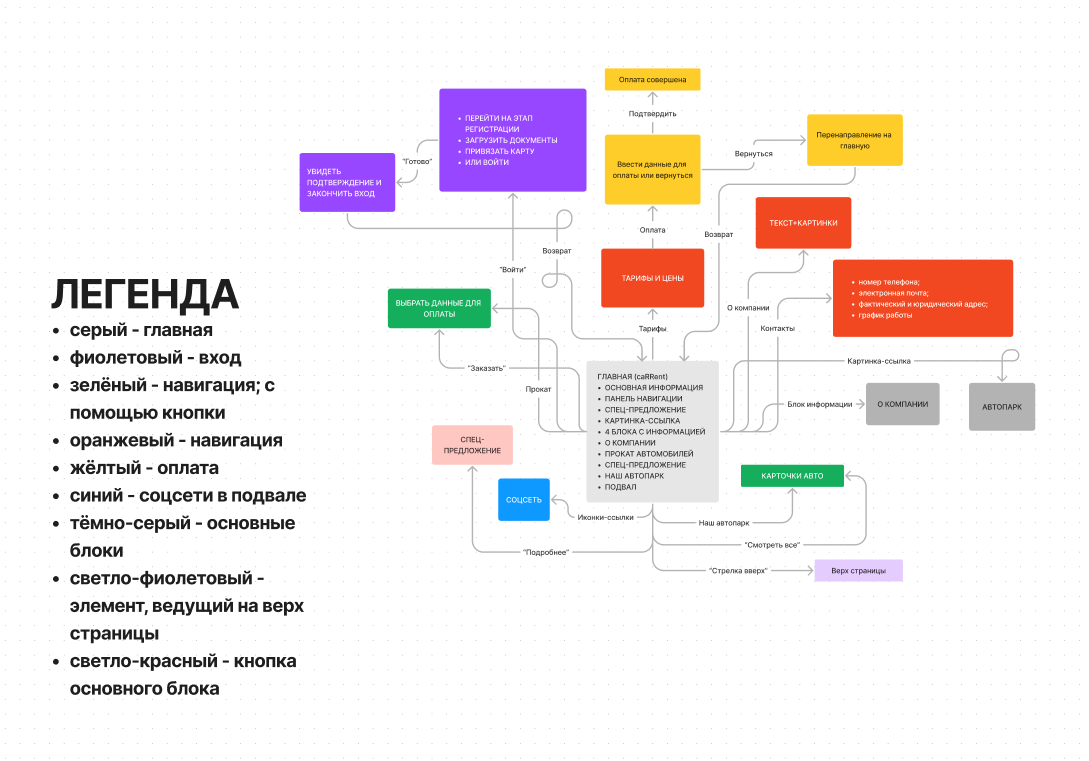 ЛЕГЕНДА
• серый - главная
• фиолетовый - вход
• зелёный - навигация; с
помощью кнопки
• оранжевый - навигация
• жёлтый - оплата
• синий - соцсети в подвале
• тёмно-серый - основные
блоки
• светло-фиолетовый -
элемент, ведущий на верх
страницы
• светло-красный - кнопка
основного блока
Оплата совершена
Подтвердить
• ПЕРЕЙТИ НА ЭТАП
РЕГИСТРАЦИИ
• ЗАГРУЗИТЬ ДОКУМЕНТЫ
• ПРИВЯЗАТЬ КАРТУ
• ИЛИ ВОЙТИ
"Готово"
УВИДЕТЬ
ПОДТВЕРЖДЕНИЕ И
ЗАКОНЧИТЬ ВХОД
Ввести данные для
оплаты или вернуться
Вернуться
Перенаправление на
главную
Возврат
Оплата
Возврат
"Войти"
ТЕКСТ+КАРТИНКИ
ТАРИФЫ И ЦЕНЫ
• номер телефона;
• электронная почта;
• фактический и юридический адрес;
• график работы
ВЫБРАТЬ ДАННЫЕ ДЛЯ
ОПЛАТЫ
О компании
Контакты
Тарифы
"Заказать"
Прокат
Картинка-ссылка
ГЛАВНАЯ (caRRent)
• ОСНОВНАЯ ИНФОРМАЦИЯ
• ПАНЕЛЬ НАВИГАЦИИ
• СПЕЦ-ПРЕДЛОЖЕНИЕ
• КАРТИНКА-ССЫЛКА
• 4 БЛОКА С ИНФОРМАЦИЕЙ
• О КОМПАНИИ
• ПРОКАТ АВТОМОБИЛЕЙ
• СПЕЦ-ПРЕДЛОЖЕНИЕ
• НАШ АВТОПАРК
• ПОДВАЛ
Блок информации
О КОМПАНИИ
АВТОПАРК
СПЕЦ-
ПРЕДЛОЖЕНИЕ
СОЦСЕТЬ
Иконки-ссылки
"Подробнее"
КАРТОЧКИ АВТО
Наш автопарк
"Смотреть все"
"Стрелка вверх"
Верх страницы